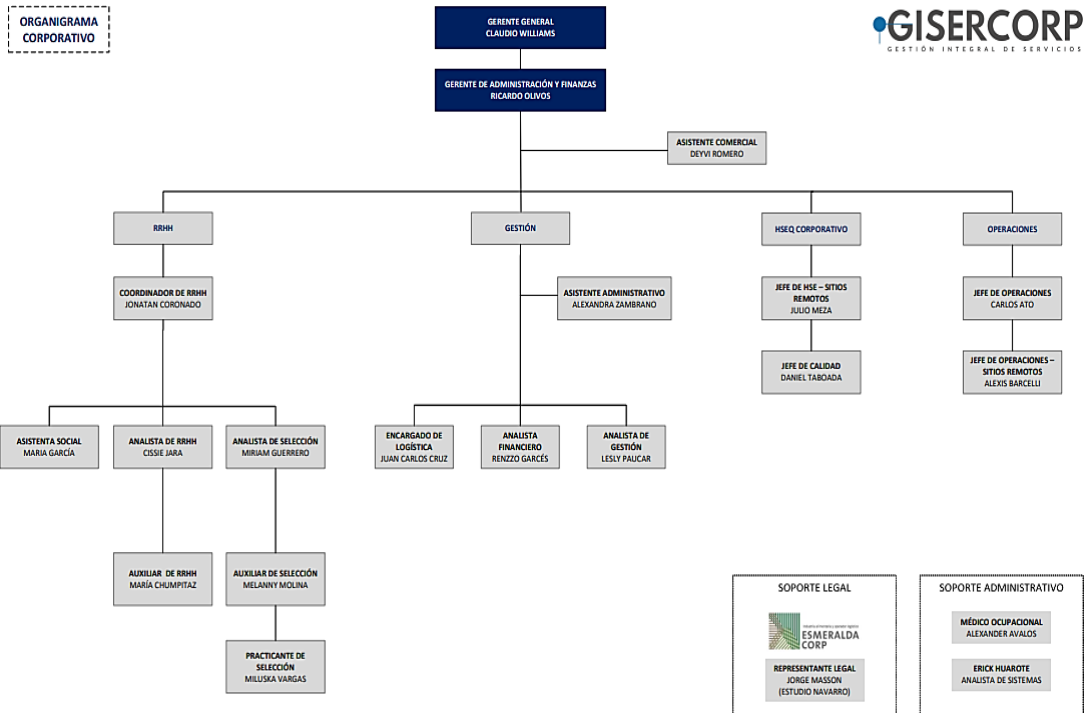 ORGANIGRAMA
CORPORATIVO
GISERCORP
GESTIÓN INTEGRAL DE SERVICIOS
GERENTE GENERAL
CLAUDIO WILLIAMS
GERENTE DE ADMINISTRACIÓN Y FINANZAS
RICARDO OLIVOS
ASISTENTE COMERCIAL
DEYVI ROMERO
RRHH
GESTIÓN
HSEQ CORPORATIVO
OPERACIONES
COORDINADOR DE RRHH
JONATAN CORONADO
ASISTENTE ADMINISTRATIVO
ALEXANDRA ZAMBRANO
JEFE DE HSE – SITIOS
REMOTOS
JULIO MEZA
JEFE DE OPERACIONES
CARLOS ATO
JEFE DE CALIDAD
DANIEL TABOADA
JEFE DE OPERACIONES –
SITIOS REMOTOS
ALEXIS BARCELLI
ASISTENTA SOCIAL
MARIA GARCÍA
ANALISTA DE RRHH
CISSIE JARA
ANALISTA DE SELECCIÓN
MIRIAM GUERRERO
ENCARGADO DE
LOGÍSTICA
JUAN CARLOS CRUZ
ANALISTA
FINANCIERO
RENZZO GARCÉS
ANALISTA DE
GESTIÓN
LESLY PAUCAR
AUXILIAR DE RRHH
MARÍA CHUMPITAZ
AUXILIAR DE SELECCIÓN
MELANNY MOLINA
PRACTICANTE DE
SELECCIÓN
MILUSKA VARGAS
SOPORTE LEGAL
ESMERALDA
CORP
REPRESENTANTE LEGAL
JORGE MASSON
(ESTUDIO NAVARRO)
SOPORTE ADMINISTRATIVO
MÉDICO OCUPACIONAL
ALEXANDER AVALOS
ERICK HUAROTE
ANALISTA DE SISTEMAS